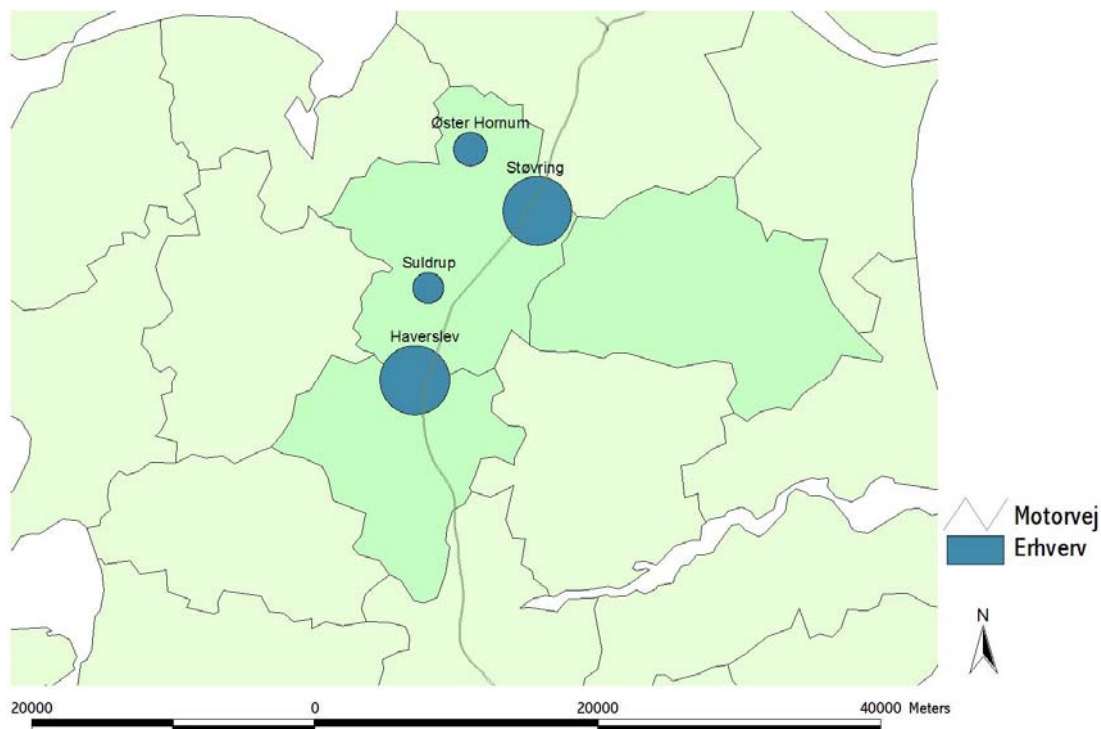 Øster Hornum
Støvring
Suldrup
Haverslev
Motorvej
Erhverv
N
20000 0 20000 40000 Meters